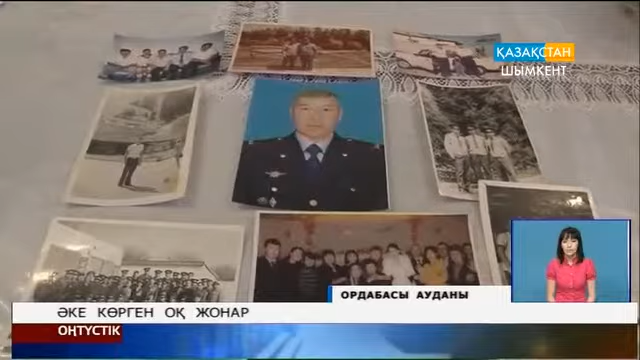 ҚАЗАҚСТАН
ШЫМКЕНТ
ОРДАБАСЫ АУДАНЫ
ӘКЕ КӨРГЕН ОҚ ЖОНАР
ОҢТҮСТІК